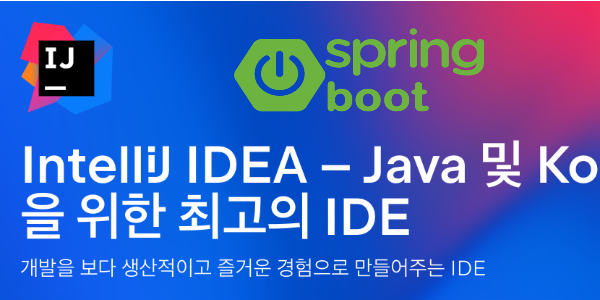 IJ
spring
boot
IntelliJ IDEA – Java 및 Ko
을 위한 최고의 IDE
개발을 보다 생산적이고 즐거운 경험으로 만들어주는 IDE